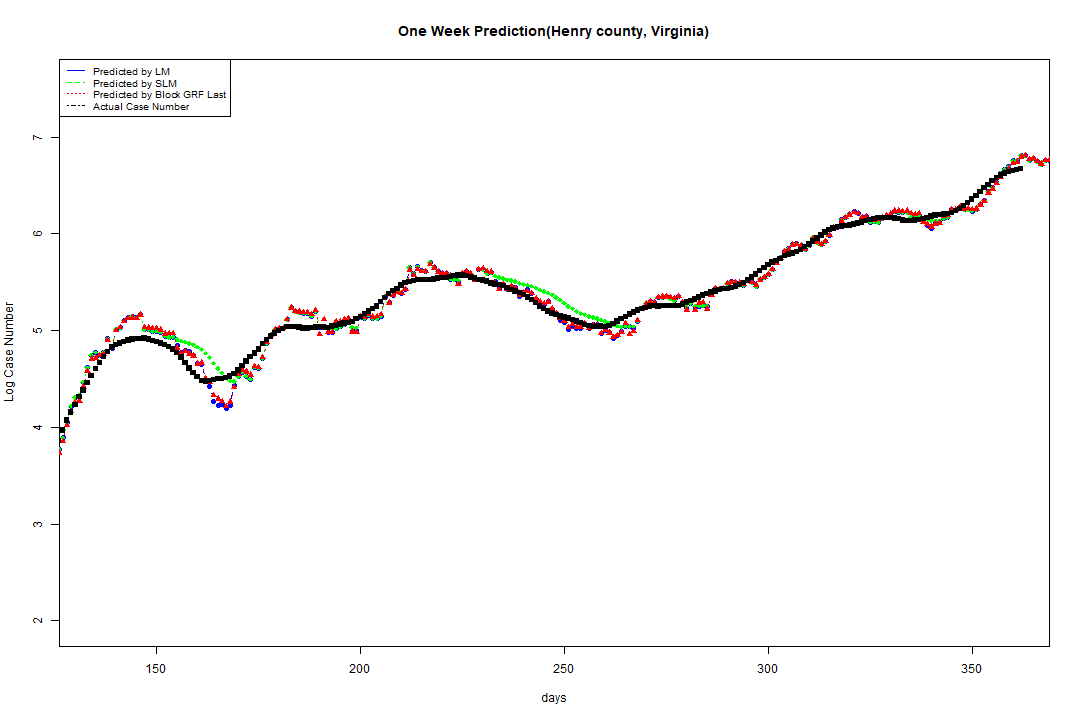 One Week Prediction(Henry county, Virginia)
Predicted by LM
Predicted by SLM
Predicted by Block GRF Last
Actual Case Number
7
6
5
4
3
2
Log Case Number
150 200 250 300 350
days